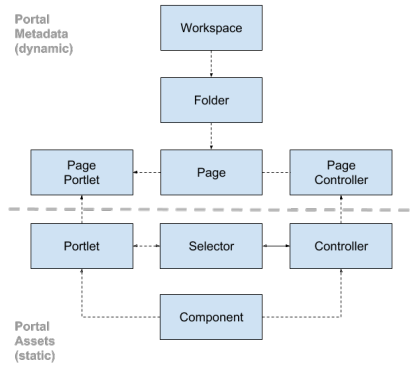 Portal
Metadata
(dynamic)
Workspace
Folder
Page
Portlet
Page
Page
Controller
Portlet
Selector
Controller
Component
Portal
Assets
(static)